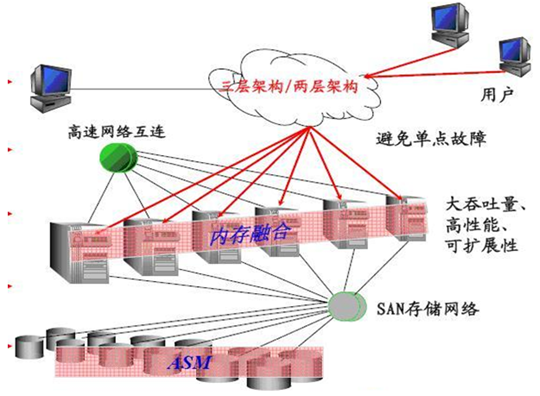 三层架构/两层架构
用户
高速网络互连
避免单点故障
大吞吐量、
高性能、
可扩展性
内存融合
SAN存储网络
ASM